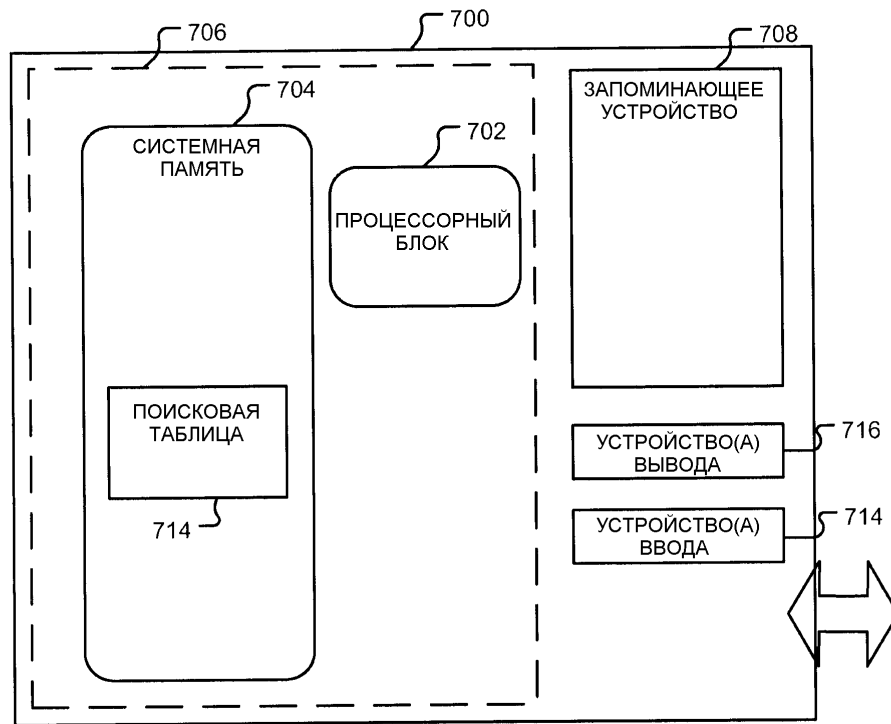 700
706
708
704
ЗАПОМИНАЮЩЕЕ
УСТРОЙСТВО
СИСТЕМНАЯ
ПАМЯТЬ
702
ПРОЦЕССОРНЫЙ
БЛОК
ПОИСКОВАЯ
ТАБЛИЦА
714
УСТРОЙСТВО(А)
ВЫВОДА
716
УСТРОЙСТВО(А)
ВВОДА
714